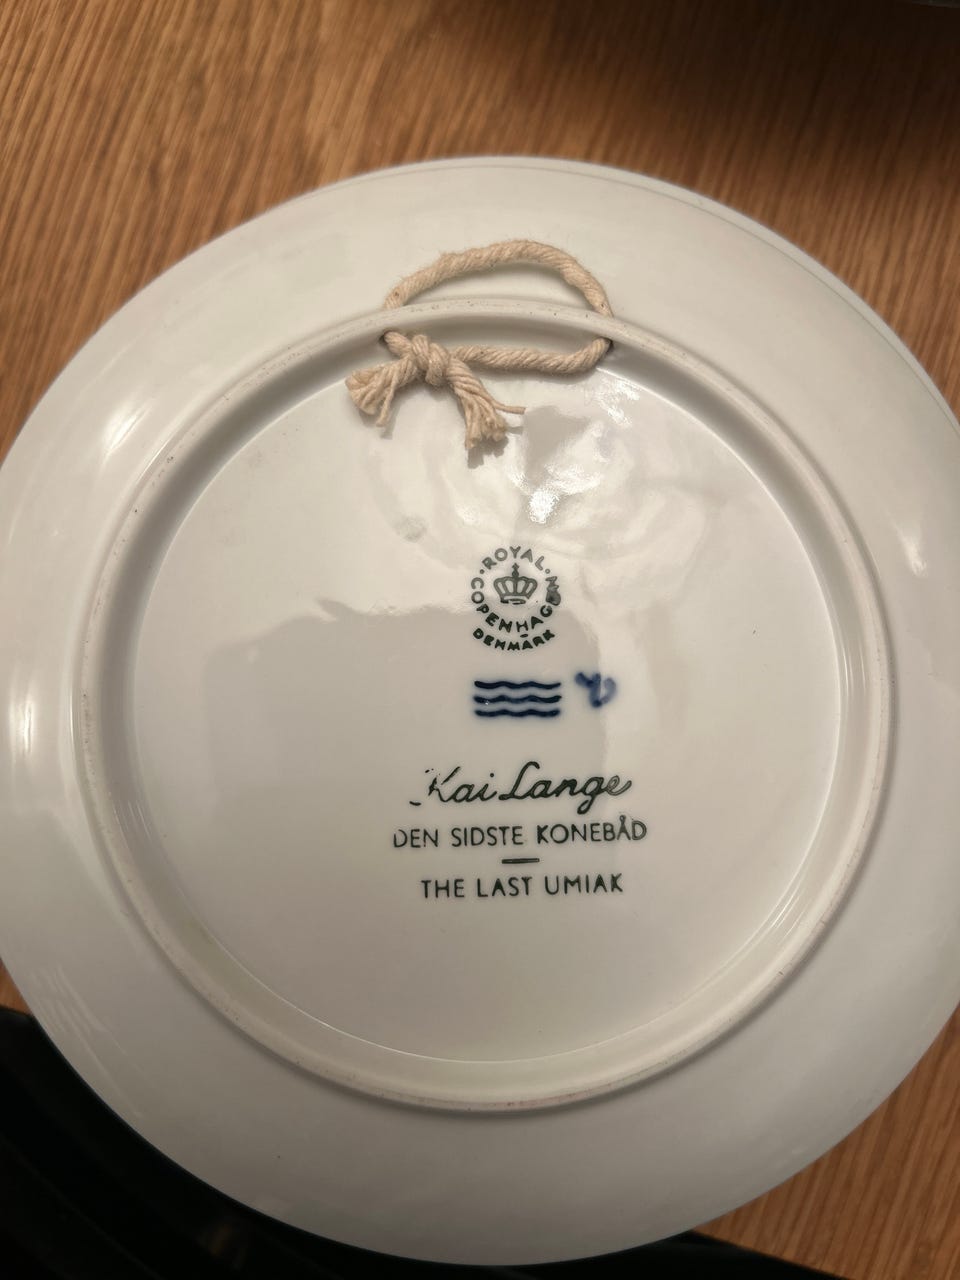 ROYAL
COPENHAGEN
DENMARK
Kai Lange
DEN SIDSTE KONEBÅD
THE LAST UMIAK